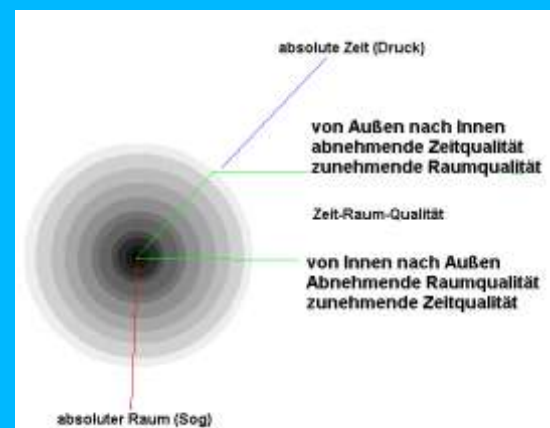 absolute Zeit (Druck)
von Außen nach Innen
abnehmende Zeitqualität
zunehmende Raumqualität
Zeit-Raum-Qualität
von Innen nach Außen
Abnehmende Raumqualität
zunehmende Zeitqualität
absoluter Raum (Sog)